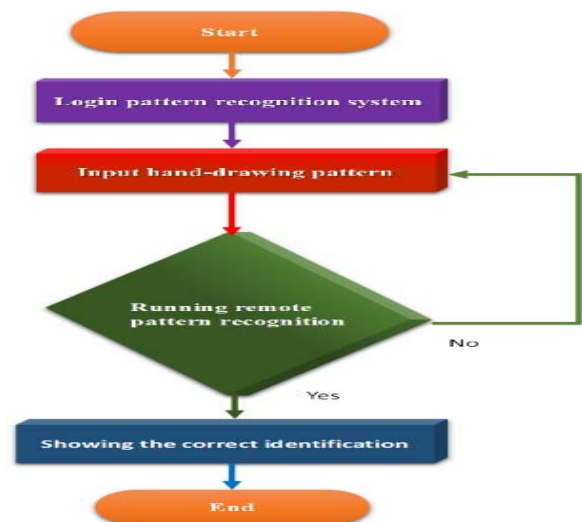 Start
Login pattern recognition system
Input hand-drawing pattern
Running remote
pattern recognition
No
Yes
Showing the correct identification
End